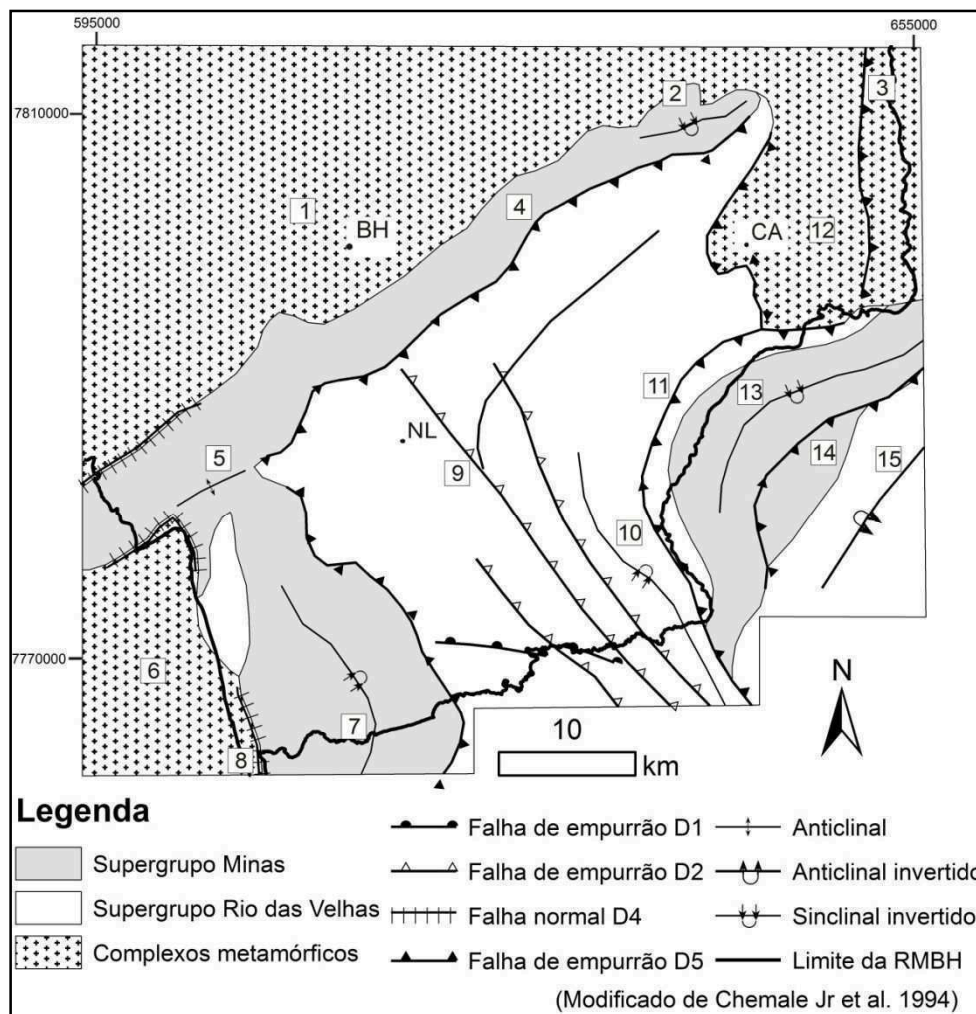 595000
655000
7810000
7770000
1
2
3
4
BH
CA
12
5
11
13
NL
9
14
15
10
6
7
8
N
10
km
Legenda
Supergrupo Minas
Supergrupo Rio das Velhas
Complexos metamórficos
Falha de empurrão D1
Falha de empurrão D2
Falha normal D4
Falha de empurrão D5
Anticlinal
Anticlinal invertido
Sinclinal invertido
Limite da RMBH
(Modificado de Chemale Jr et al. 1994)